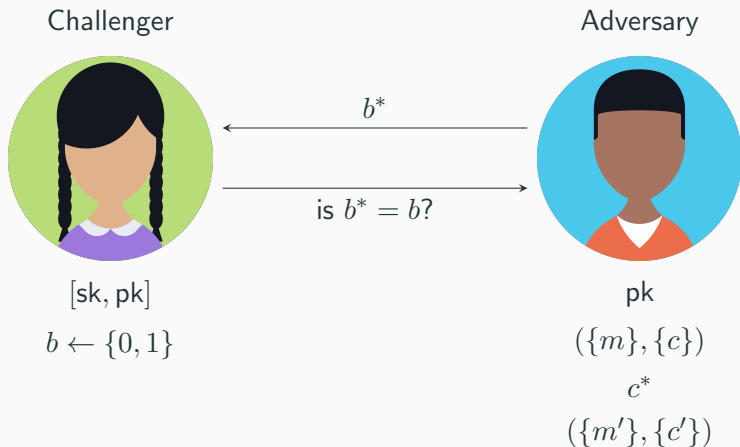 Challenger
Adversary
b*
is b* = b?
[sk, pk]
b ← {0, 1}
pk
({m}, {c})
c*
({m′}, {c′})